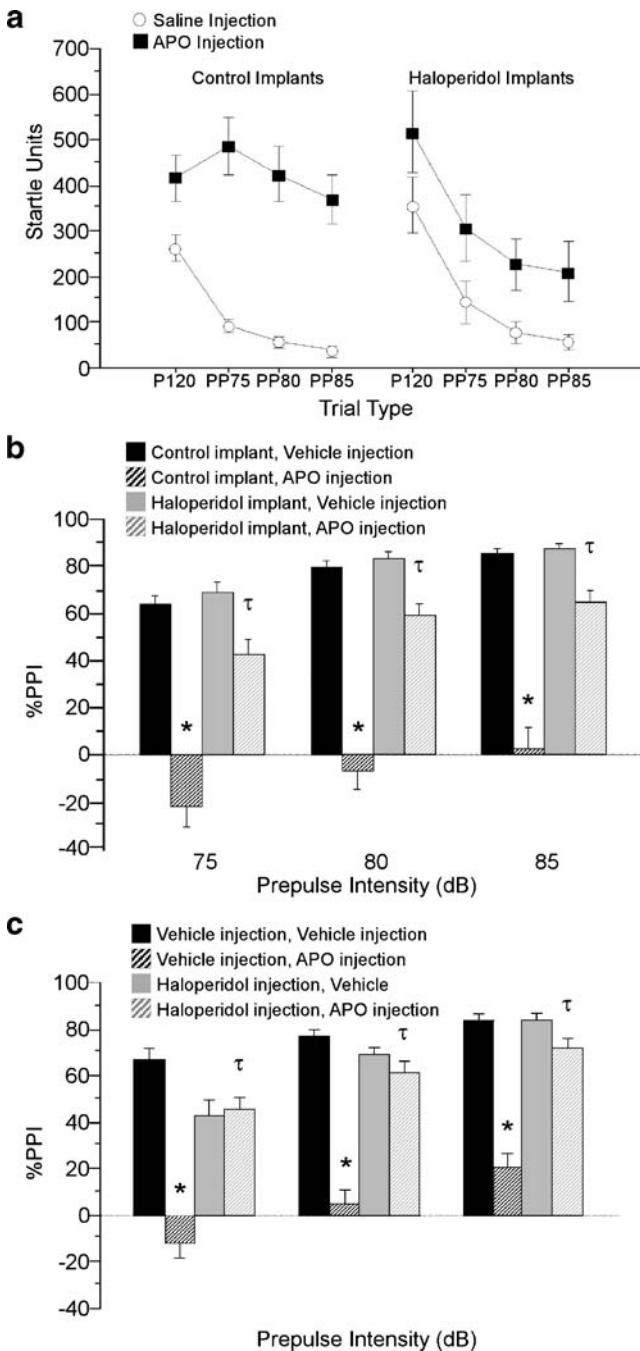 a
Saline Injection
APO Injection
Control Implants
Haloperidol Implants
700
600
500
400
300
200
100
0
Startle Units
P120 PP75 PP80 PP85 P120 PP75 PP80 PP85
Trial Type
b
Control implant, Vehicle injection
Control implant, APO injection
Haloperidol implant, Vehicle injection
Haloperidol implant, APO injection
100
80
60
40
20
0
-20
-40
%PPI
* τ * τ * τ
75 80 85
Prepulse Intensity (dB)
c
Vehicle injection, Vehicle injection
Vehicle injection, APO injection
Haloperidol injection, Vehicle
Haloperidol injection, APO injection
100
80
60
40
20
0
-20
-40
%PPI
* τ * τ * τ
Prepulse Intensity (dB)